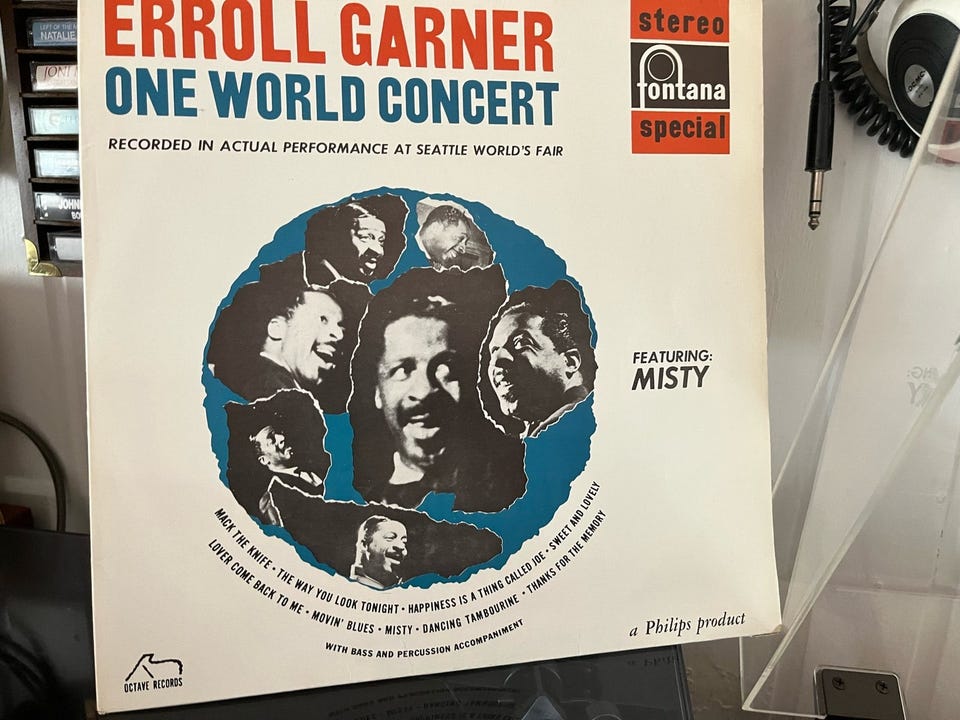 ERROLL GARNER
ONE WORLD CONCERT
RECORDED IN ACTUAL PERFORMANCE AT SEATTLE WORLD'S FAIR
stereo
fontana
special
FEATURING:
MISTY
MACK THE KNIFE • THE WAY YOU LOOK TONIGHT • HAPPINESS IS A THING CALLED JOE • SWEET AND LOVELY
LOVER COME BACK TO ME • MOVIN' BLUES • MISTY • DANCING TAMBOURINE • THANKS FOR THE MEMORY
WITH BASS AND PERCUSSION ACCOMPANIMENT
a Philips product
OCTAVE RECORDS
NATALIE
JONI
JOHN